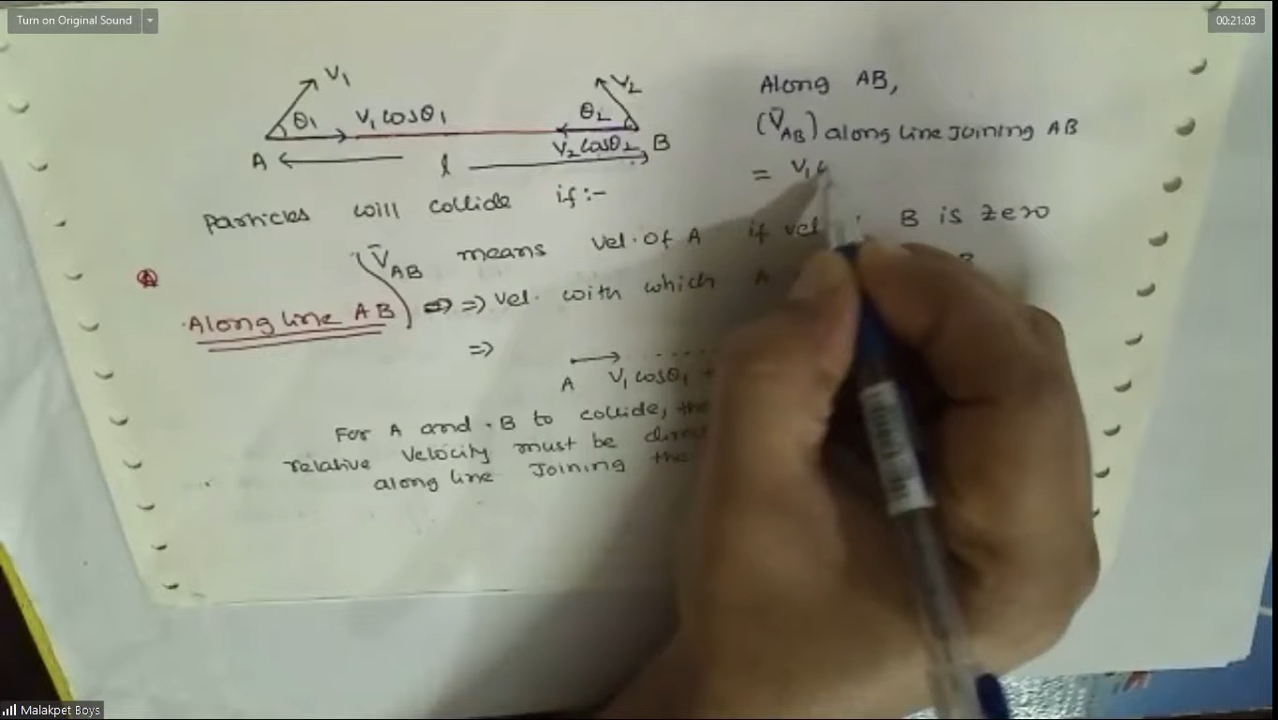 Turn on Original Sound
00:21:03
V1
V2
θ1
V1 cosθ1
θ2
V2 cosθ2
A
l
B
Along AB,
(V̄AB) along line joining AB
= V1
Particles will collide if:-
V̄AB means vel. of A if vel B is zero
Along line AB ⇒ vel. with which A
⇒
A V1 cosθ1 +
For A and B to collide, the
relative velocity must be
along line joining the
Malakpet Boys